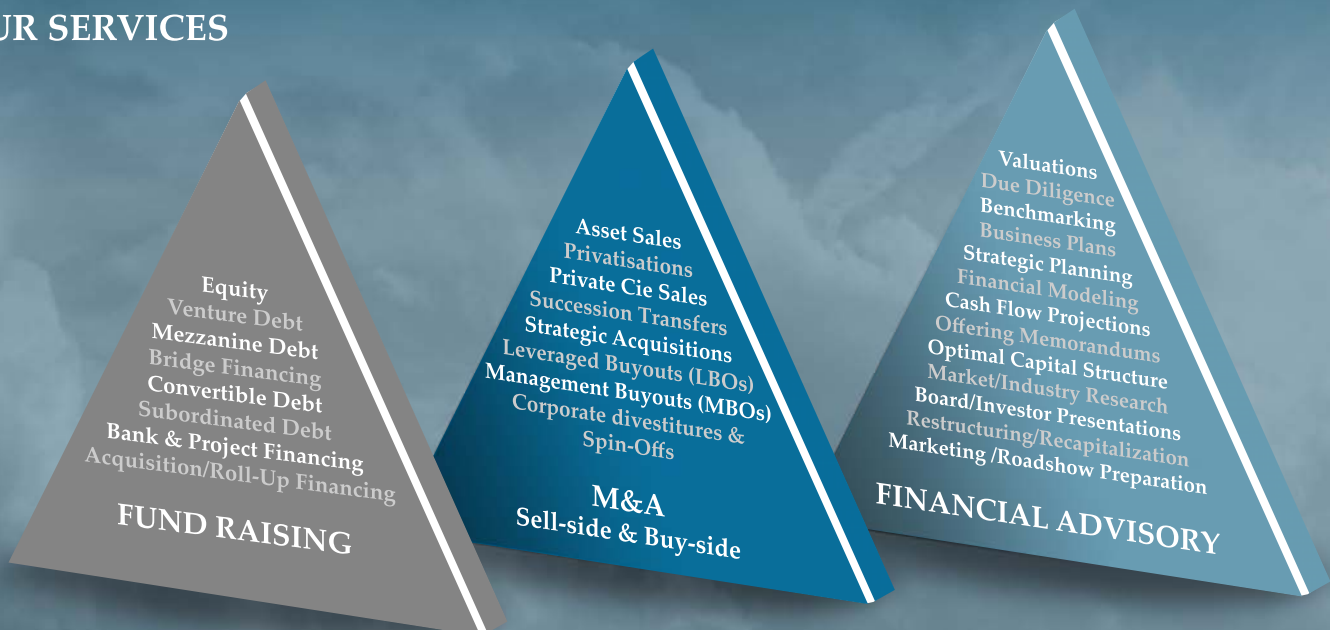 UR SERVICES
Equity
Venture Debt
Mezzanine Debt
Bridge Financing
Convertible Debt
Subordinated Debt
Bank & Project Financing
Acquisition/Roll-Up Financing
FUND RAISING
Asset Sales
Privatisations
Private Cie Sales
Succession Transfers
Strategic Acquisitions
Leveraged Buyouts (LBOs)
Management Buyouts (MBOs)
Corporate divestitures &
Spin-Offs
M&A
Sell-side & Buy-side
Valuations
Due Diligence
Benchmarking
Business Plans
Strategic Planning
Financial Modeling
Cash Flow Projections
Offering Memorandums
Optimal Capital Structure
Market/Industry Research
Board/Investor Presentations
Restructuring/Recapitalization
Marketing /Roadshow Preparation
FINANCIAL ADVISORY